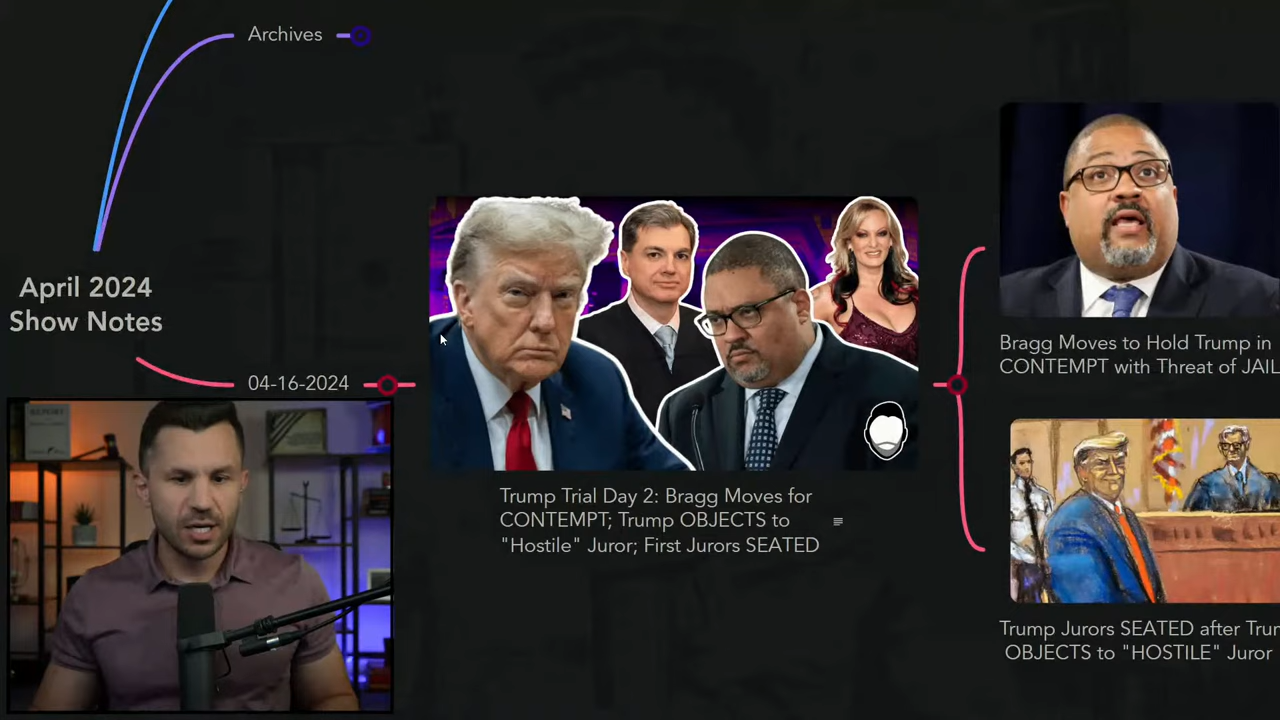 Archives
April 2024
Show Notes
04-16-2024
Trump Trial Day 2: Bragg Moves for
CONTEMPT; Trump OBJECTS to
"Hostile" Juror; First Jurors SEATED
Bragg Moves to Hold Trump in
CONTEMPT with Threat of JAIL
Trump Jurors SEATED after Trum
OBJECTS to "HOSTILE" Juror